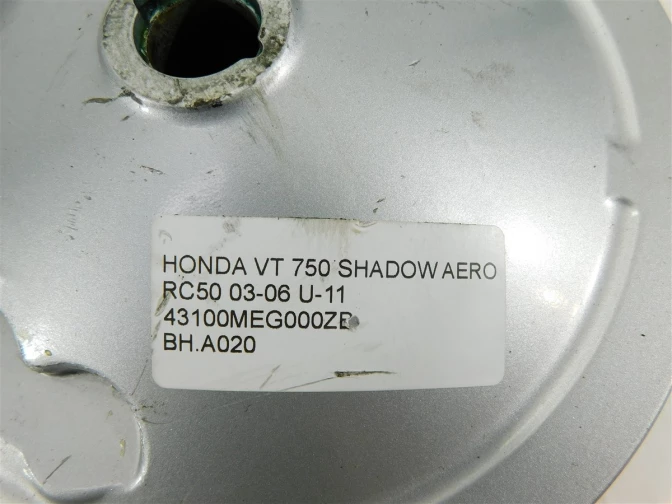 HONDA VT 750 SHADOW AERO
RC50 03-06 U-11
43100MEG000ZB
BH.A020